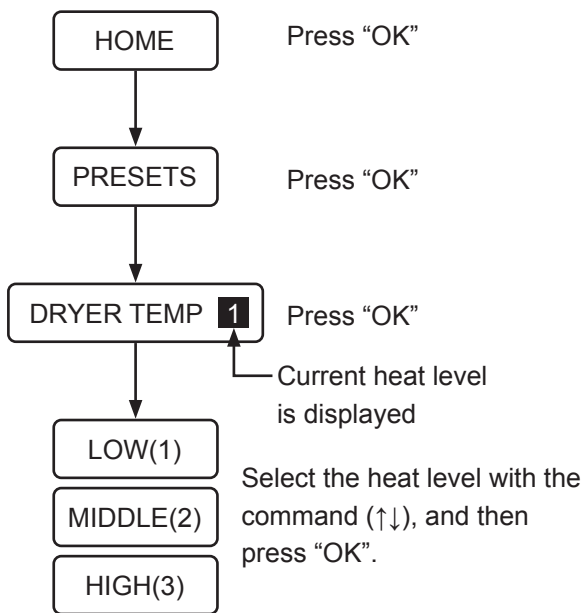 HOME Press “OK”
PRESETS Press “OK”
DRYER TEMP 1 Press “OK”
Current heat level
is displayed
LOW(1)
MIDDLE(2)
HIGH(3)
Select the heat level with the
command (↑↓), and then
press “OK”.